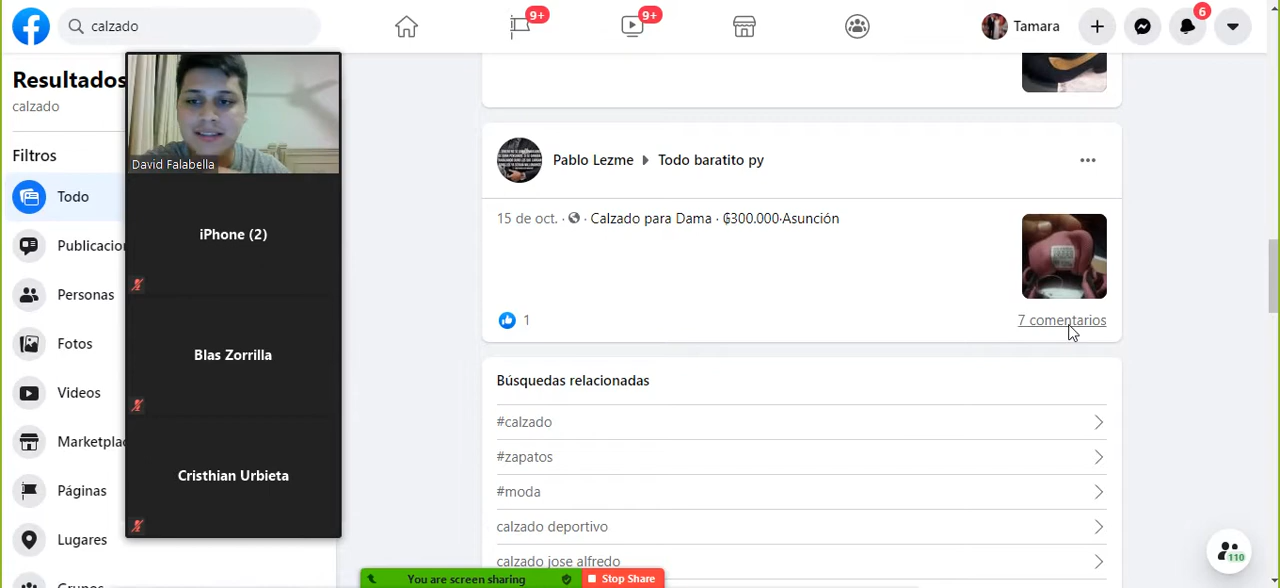 calzado
9+
9+
Tamara
6
Resultados
calzado
Filtros
Todo
Publicacion
Personas
Fotos
Videos
Marketplac
Páginas
Lugares
David Falabella
iPhone (2)
Blas Zorrilla
Cristhian Urbieta
Pablo Lezme Todo baratito py
15 de oct. · · Calzado para Dama · ₲300.000·Asunción
1
7 comentarios
Búsquedas relacionadas
#calzado
#zapatos
#moda
calzado deportivo
calzado jose alfredo
You are screen sharing
Stop Share
110